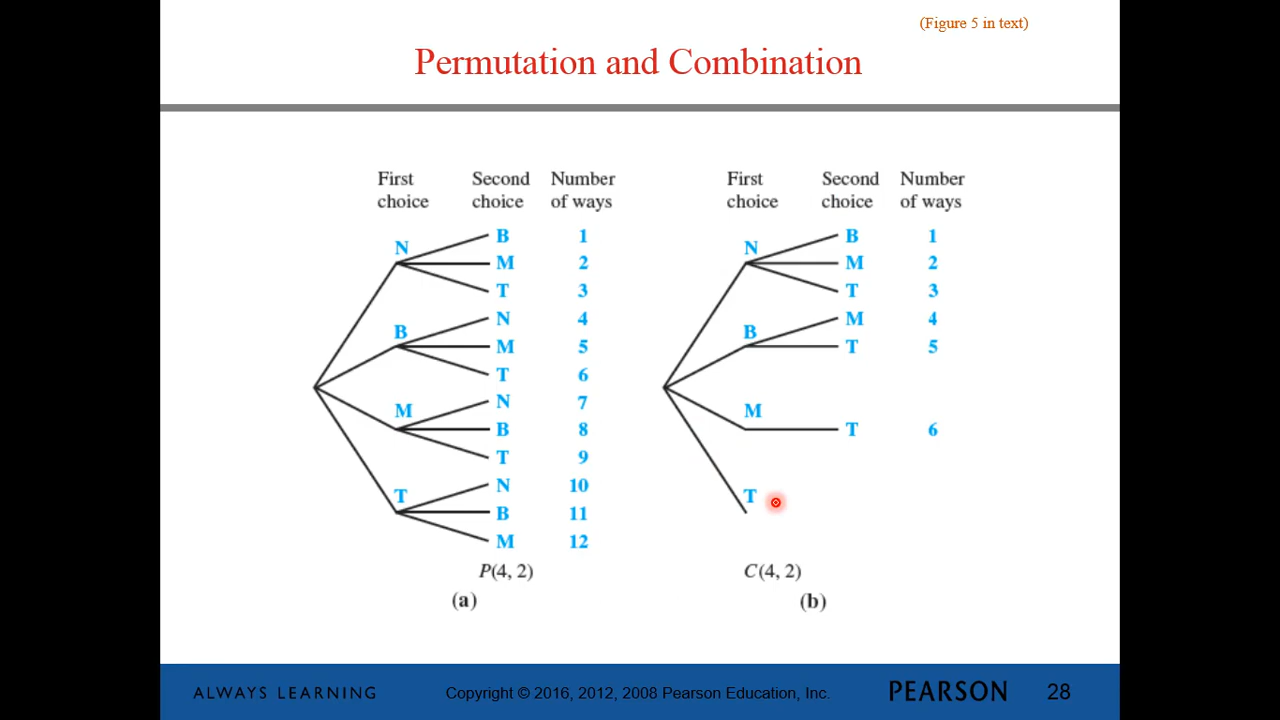 (Figure 5 in text)
Permutation and Combination
First Second Number
choice choice of ways
N B 1
M 2
T 3
B N 4
M 5
T 6
M N 7
B 8
T 9
T N 10
B 11
M 12
P(4, 2)
(a)
First Second Number
choice choice of ways
N B 1
M 2
T 3
B M 4
T 5
M T 6
T
C(4, 2)
(b)
ALWAYS LEARNING Copyright © 2016, 2012, 2008 Pearson Education, Inc. PEARSON 28